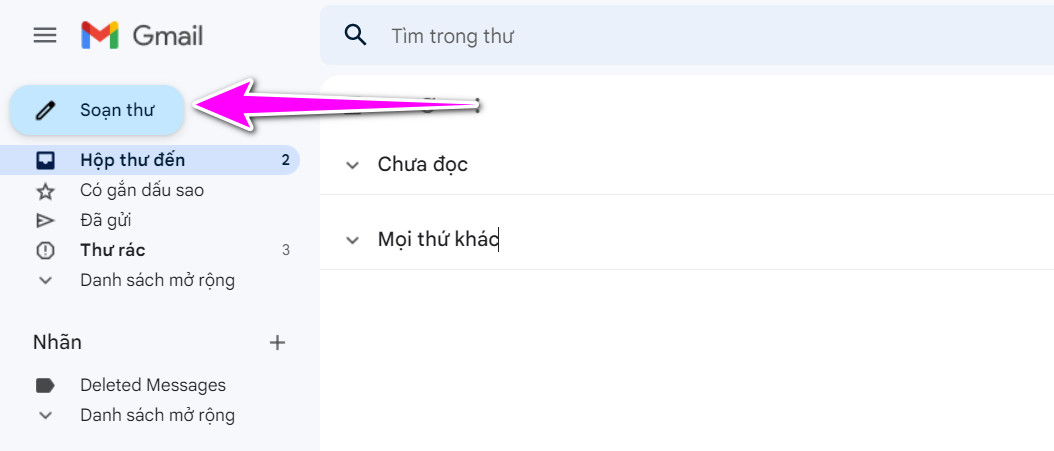 Gmail
Tìm trong thư
Soạn thư
Hộp thư đến 2
Có gắn dấu sao
Đã gửi
Thư rác 3
Danh sách mở rộng
Nhãn
Deleted Messages
Danh sách mở rộng
Chưa đọc
Mọi thứ khác